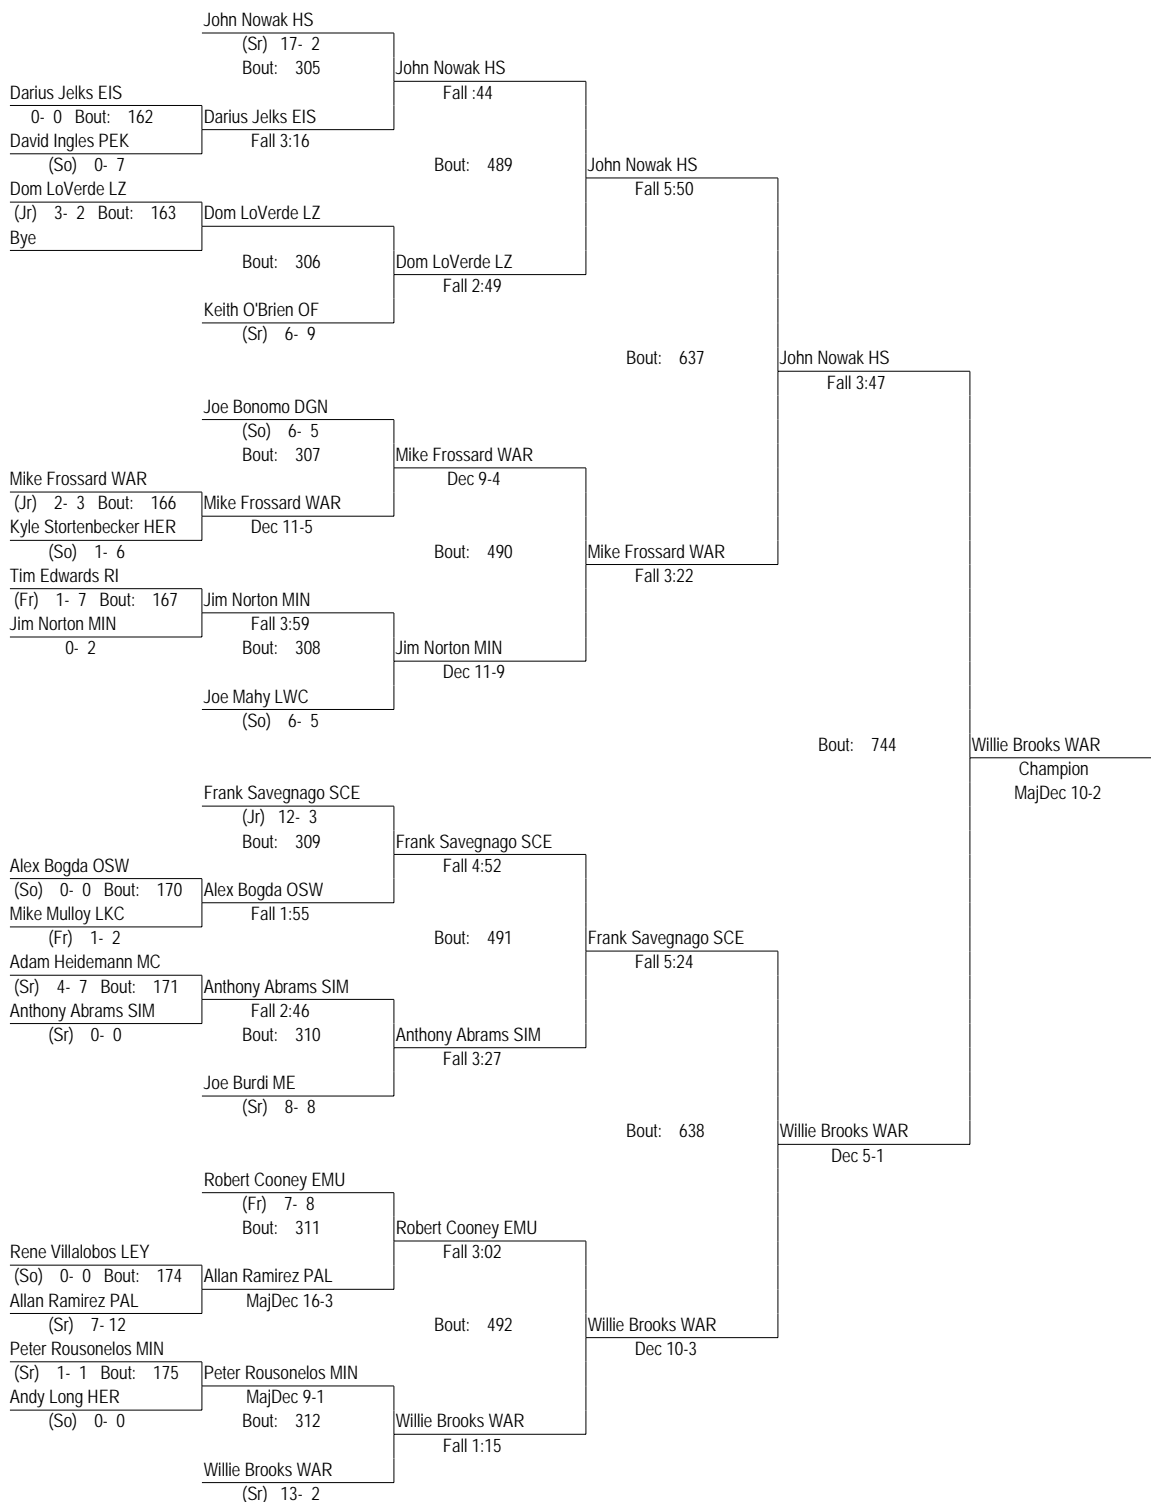 John Nowak HS
(Sr) 17- 2
Bout: 305
John Nowak HS
Fall :44
Darius Jelks EIS
0- 0 Bout: 162
Darius Jelks EIS
David Ingles PEK
Fall 3:16
(So) 0- 7
Bout: 489
John Nowak HS
Dom LoVerde LZ
Fall 5:50
(Jr) 3- 2 Bout: 163
Dom LoVerde LZ
Bye
Bout: 306
Dom LoVerde LZ
Fall 2:49
Keith O'Brien OF
(Sr) 6- 9
Bout: 637
John Nowak HS
Fall 3:47
Joe Bonomo DGN
(So) 6- 5
Bout: 307
Mike Frossard WAR
Dec 9-4
Mike Frossard WAR
(Jr) 2- 3 Bout: 166
Mike Frossard WAR
Kyle Stortenbecker HER
Dec 11-5
(So) 1- 6
Bout: 490
Mike Frossard WAR
Tim Edwards RI
Fall 3:22
(Fr) 1- 7 Bout: 167
Jim Norton MIN
Jim Norton MIN
Fall 3:59
0- 2
Bout: 308
Jim Norton MIN
Dec 11-9
Joe Mahy LWC
(So) 6- 5
Bout: 744
Willie Brooks WAR
Champion
MajDec 10-2
Frank Savegnago SCE
(Jr) 12- 3
Bout: 309
Frank Savegnago SCE
Fall 4:52
Alex Bogda OSW
(So) 0- 0 Bout: 170
Alex Bogda OSW
Mike Mulloy LKC
Fall 1:55
(Fr) 1- 2
Bout: 491
Frank Savegnago SCE
Adam Heidemann MC
Fall 5:24
(Sr) 4- 7 Bout: 171
Anthony Abrams SIM
Anthony Abrams SIM
Fall 2:46
(Sr) 0- 0
Bout: 310
Anthony Abrams SIM
Fall 3:27
Joe Burdi ME
(Sr) 8- 8
Bout: 638
Willie Brooks WAR
Dec 5-1
Robert Cooney EMU
(Fr) 7- 8
Bout: 311
Robert Cooney EMU
Fall 3:02
Rene Villalobos LEY
(So) 0- 0 Bout: 174
Allan Ramirez PAL
Allan Ramirez PAL
MajDec 16-3
(Sr) 7- 12
Bout: 492
Willie Brooks WAR
Peter Rousonelos MIN
Dec 10-3
(Sr) 1- 1 Bout: 175
Peter Rousonelos MIN
Andy Long HER
MajDec 9-1
(So) 0- 0
Bout: 312
Willie Brooks WAR
Fall 1:15
Willie Brooks WAR
(Sr) 13- 2